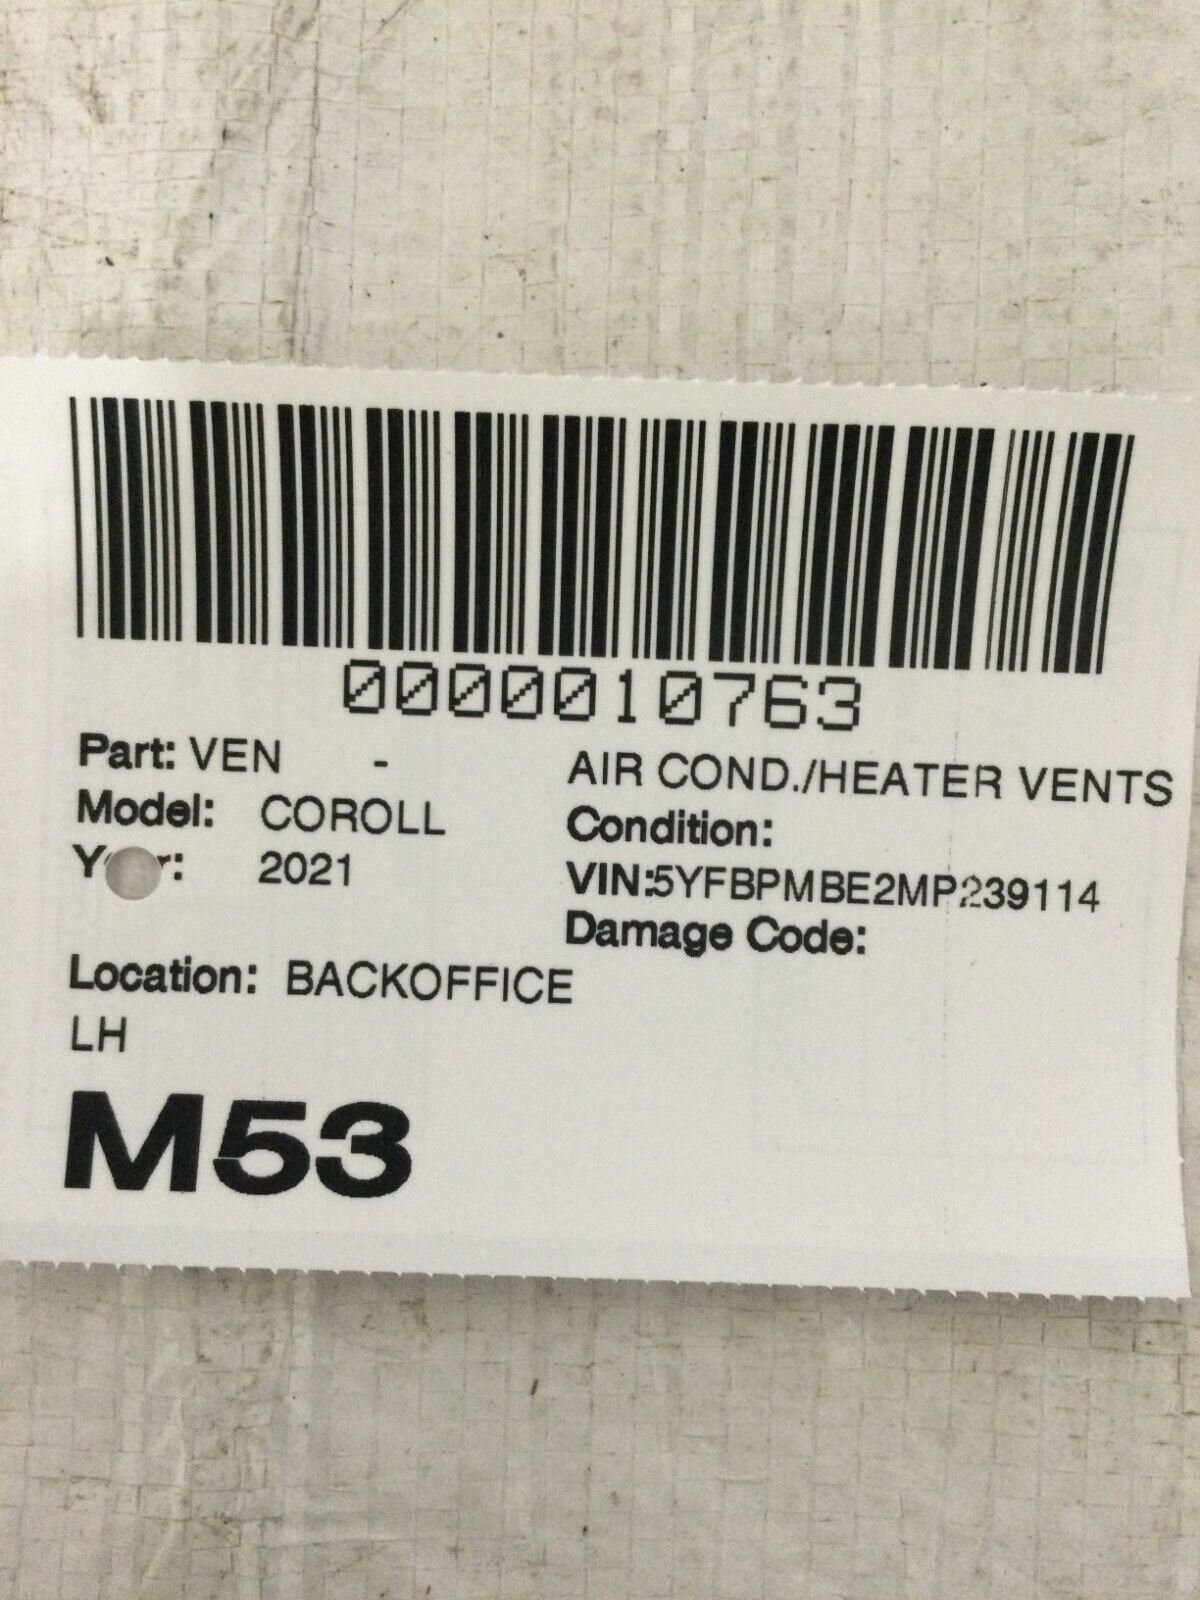 0000010763
Part: VEN - AIR COND./HEATER VENTS
Model: COROLL Condition:
2021 VIN:5YFBPMBE2MP239114
Damage Code:
Location: BACKOFFICE
LH
M53